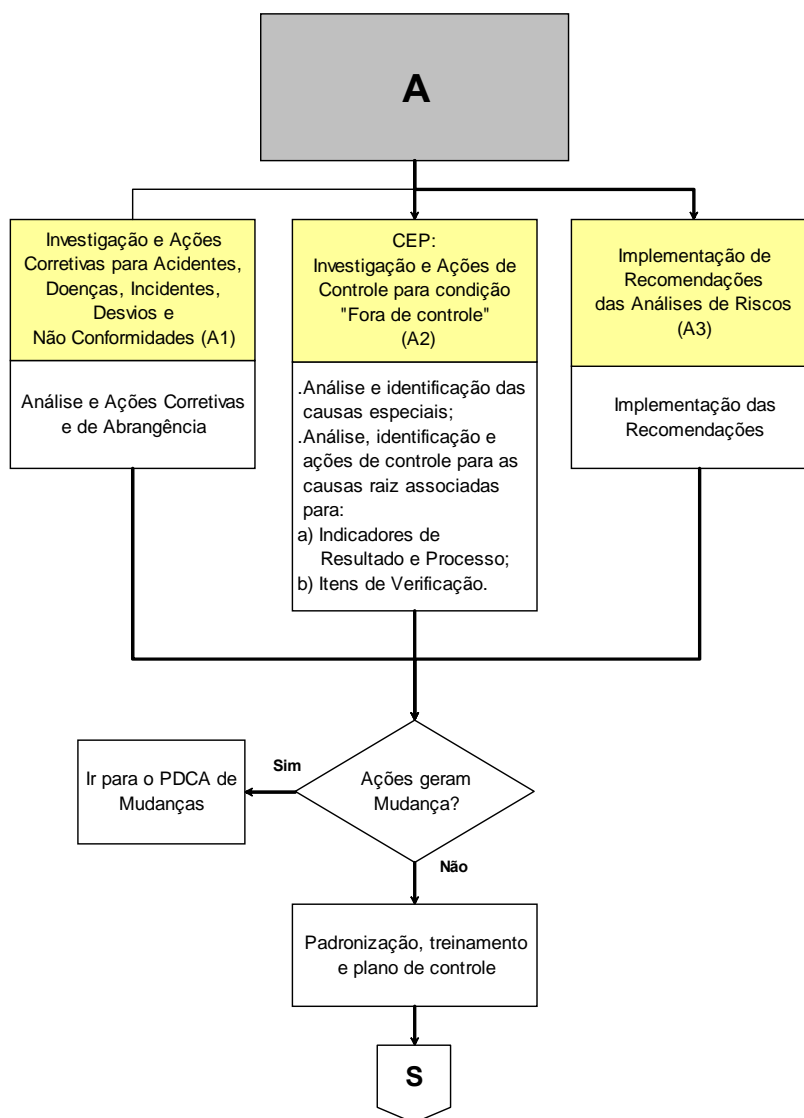 A
Investigação e Ações
Corretivas para Acidentes,
Doenças, Incidentes,
Desvios e
Não Conformidades (A1)
Análise e Ações Corretivas
e de Abrangência
CEP:
Investigação e Ações de
Controle para condição
"Fora de controle"
(A2)
.Análise e identificação das
causas especiais;
.Análise, identificação e
ações de controle para as
causas raiz associadas
para:
a) Indicadores de
Resultado e Processo;
b) Itens de Verificação.
Implementação de
Recomendações
das Análises de Riscos
(A3)
Implementação das
Recomendações
Ações geram
Mudança?
Sim
Ir para o PDCA de
Mudanças
Não
Padronização, treinamento
e plano de controle
S